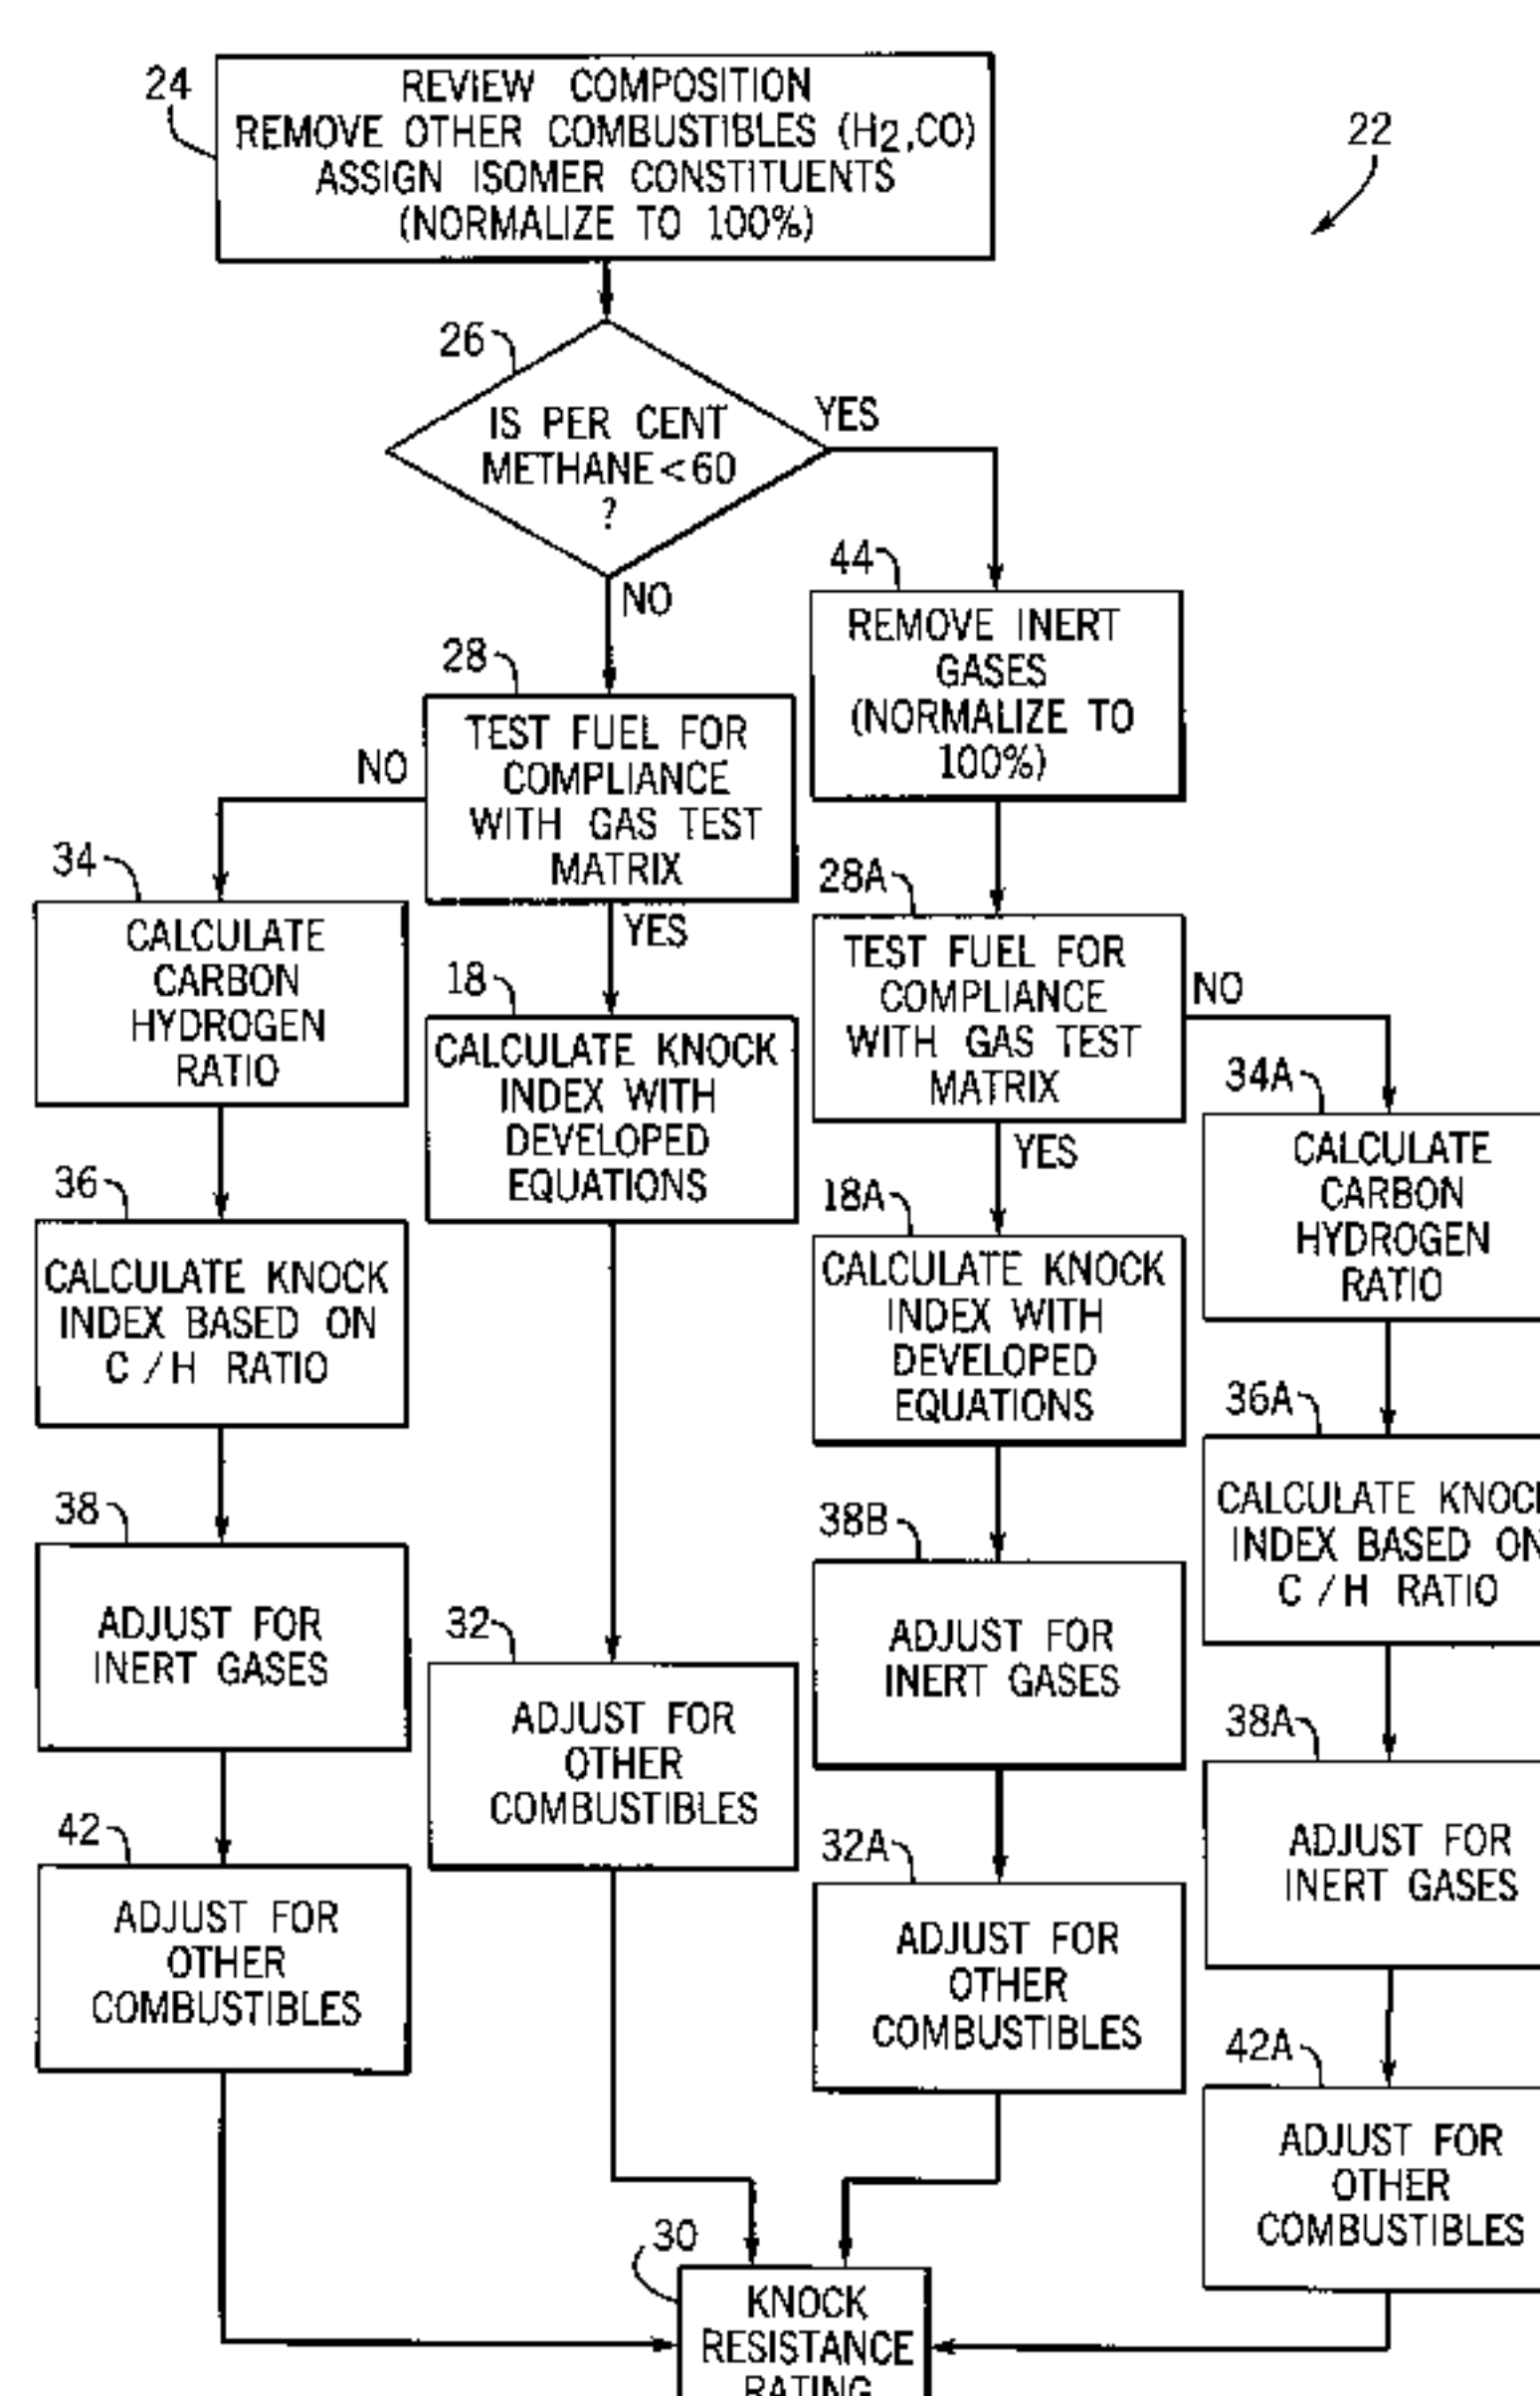 24
REVIEW COMPOSITION
REMOVE OTHER COMBUSTIBLES (H2,CO)
ASSIGN ISOMER CONSTITUENTS
(NORMALIZE TO 100%)
22
26
IS PER CENT
METHANE<60
?
YES
NO
44
REMOVE INERT
GASES
(NORMALIZE TO
100%)
28
TEST FUEL FOR
COMPLIANCE
WITH GAS TEST
MATRIX
NO
YES
34
CALCULATE
CARBON
HYDROGEN
RATIO
18
CALCULATE KNOCK
INDEX WITH
DEVELOPED
EQUATIONS
28A
TEST FUEL FOR
COMPLIANCE
WITH GAS TEST
MATRIX
NO
YES
34A
CALCULATE
CARBON
HYDROGEN
RATIO
36
CALCULATE KNOCK
INDEX BASED ON
C / H RATIO
18A
CALCULATE KNOCK
INDEX WITH
DEVELOPED
EQUATIONS
36A
CALCULATE KNOCK
INDEX BASED ON
C / H RATIO
38
ADJUST FOR
INERT GASES
32
ADJUST FOR
OTHER
COMBUSTIBLES
38B
ADJUST FOR
INERT GASES
38A
ADJUST FOR
INERT GASES
42
ADJUST FOR
OTHER
COMBUSTIBLES
32A
ADJUST FOR
OTHER
COMBUSTIBLES
42A
ADJUST FOR
OTHER
COMBUSTIBLES
30
KNOCK
RESISTANCE
RATING